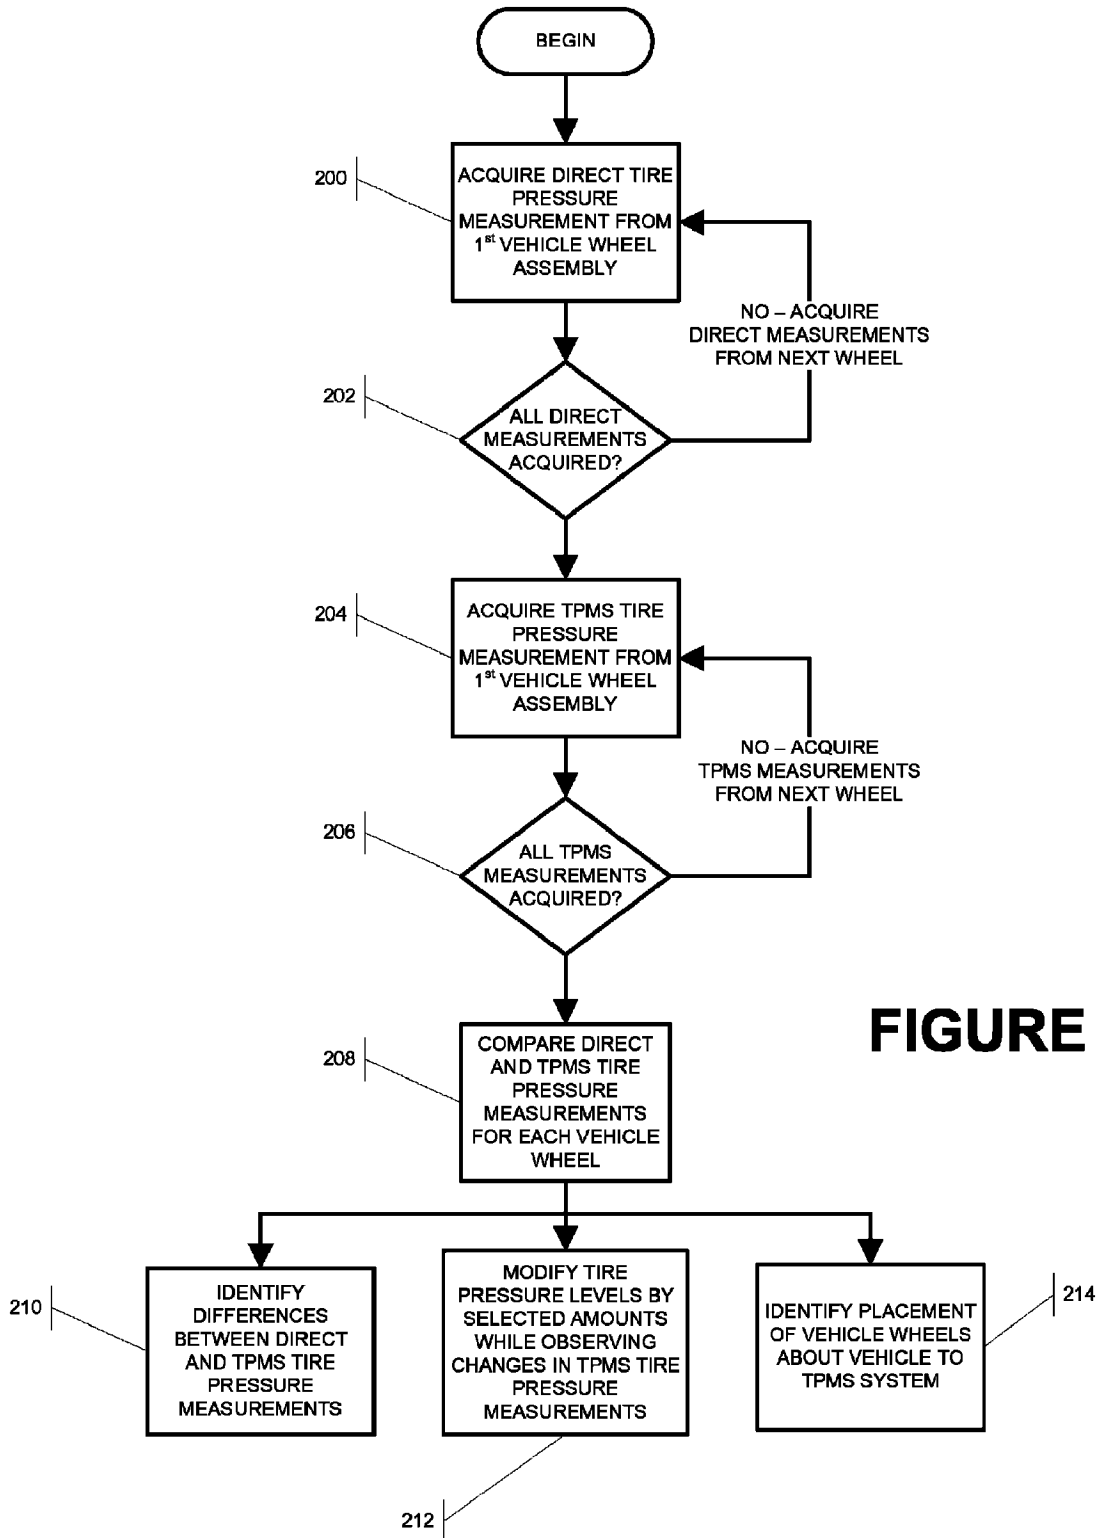 BEGIN
200
ACQUIRE DIRECT TIRE
PRESSURE
MEASUREMENT FROM
1st VEHICLE WHEEL
ASSEMBLY
NO – ACQUIRE
DIRECT MEASUREMENTS
FROM NEXT WHEEL
202
ALL DIRECT
MEASUREMENTS
ACQUIRED?
204
ACQUIRE TPMS TIRE
PRESSURE
MEASUREMENT FROM
1st VEHICLE WHEEL
ASSEMBLY
NO – ACQUIRE
TPMS MEASUREMENTS
FROM NEXT WHEEL
206
ALL TPMS
MEASUREMENTS
ACQUIRED?
FIGURE
208
COMPARE DIRECT
AND TPMS TIRE
PRESSURE
MEASUREMENTS
FOR EACH VEHICLE
WHEEL
210
IDENTIFY
DIFFERENCES
BETWEEN DIRECT
AND TPMS TIRE
PRESSURE
MEASUREMENTS
MODIFY TIRE
PRESSURE LEVELS BY
SELECTED AMOUNTS
WHILE OBSERVING
CHANGES IN TPMS TIRE
PRESSURE
MEASUREMENTS
212
IDENTIFY PLACEMENT
OF VEHICLE WHEELS
ABOUT VEHICLE TO
TPMS SYSTEM
214